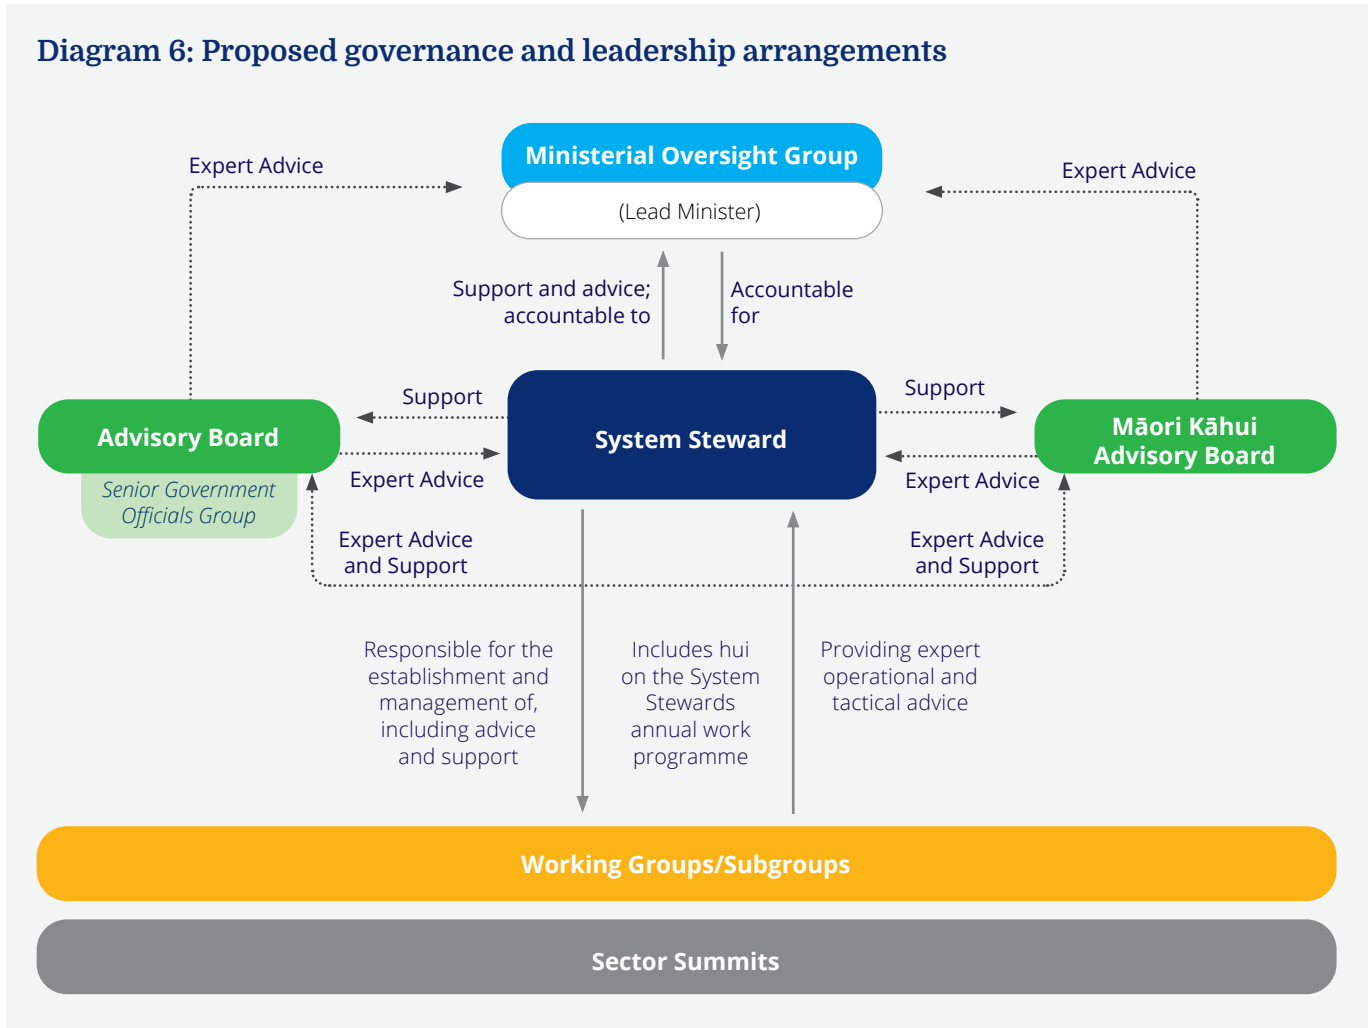 Diagram 6: Proposed governance and leadership arrangements
Ministerial Oversight Group
(Lead Minister)
Expert Advice
Expert Advice
Support and advice;
accountable to
Accountable
for
Support
Support
Advisory Board
System Steward
Māori Kāhui
Advisory Board
Senior Government
Officials Group
Expert Advice
Expert Advice
Expert Advice
and Support
Expert Advice
and Support
Responsible for the
establishment and
management of,
including advice
and support
Includes hui
on the System
Stewards
annual work
programme
Providing expert
operational and
tactical advice
Working Groups/Subgroups
Sector Summits